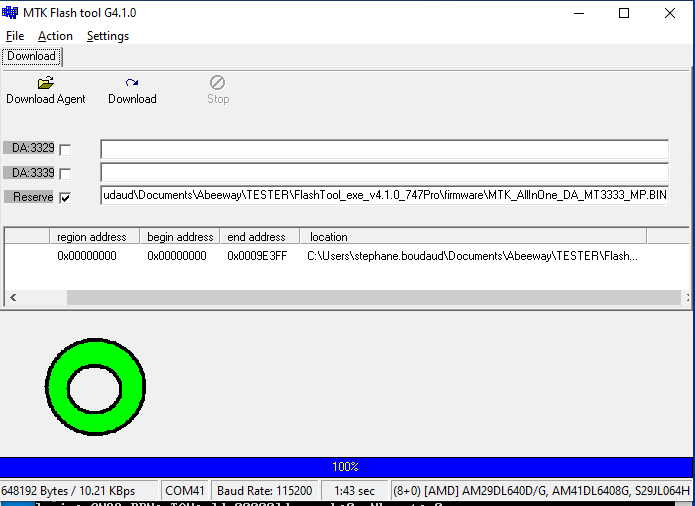 MTK Flash tool G4.1.0
File Action Settings
Download
Download Agent Download Stop
DA:3329
DA:3339
Reserve udaud\Documents\Abeeway\TESTER\FlashTool_exe_v4.1.0_747Pro\firmware\MTK_AllInOne_DA_MT3333_MP.BIN
region address begin address end address location
0x00000000 0x00000000 0x0009E3FF C:\Users\stephane.boudaud\Documents\Abeeway\TESTER\Flash...
100%
648192 Bytes / 10.21 KBps COM41 Baud Rate: 115200 1:43 sec (8+0) [AMD] AM29DL640D/G, AM41DL6408G, S29JL064H